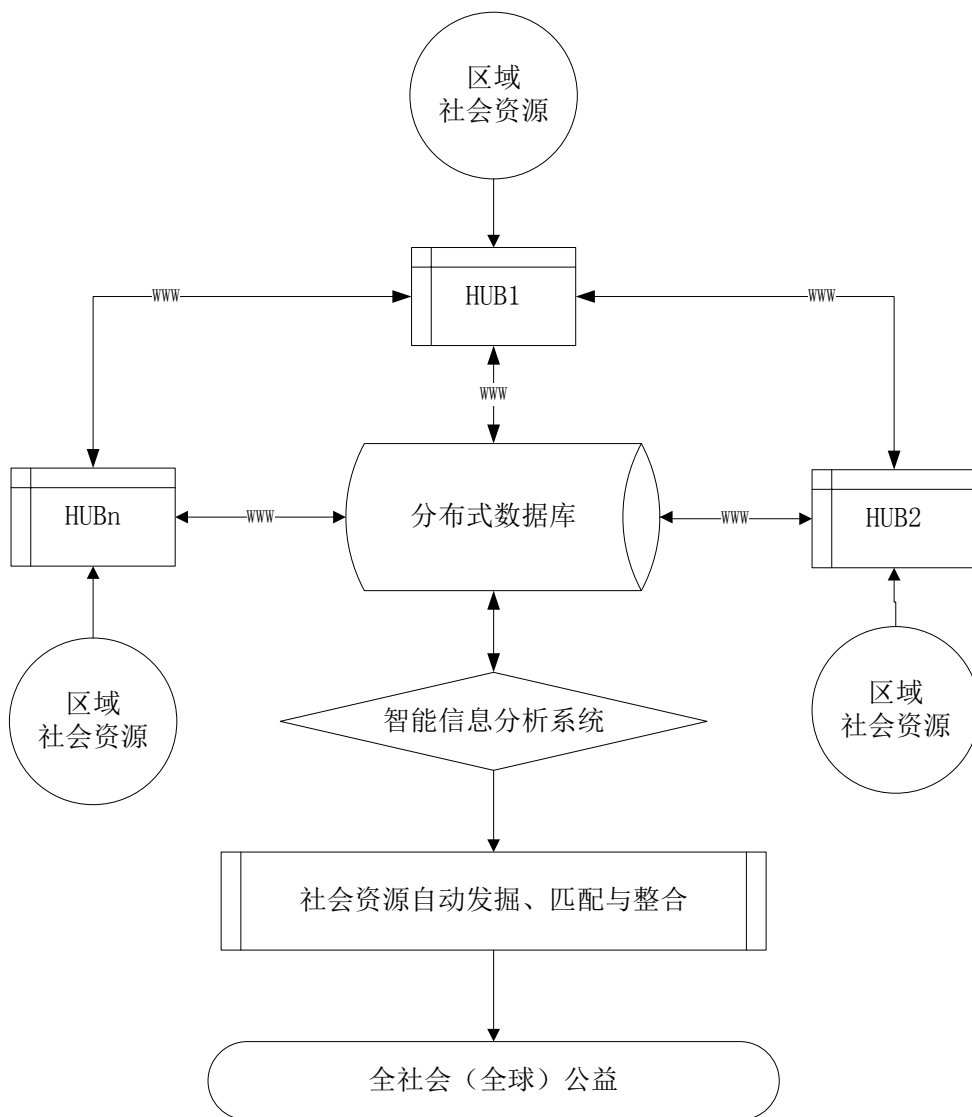 区域
社会资源
HUB1
WWW
WWW
WWW
HUBn
WWW
分布式数据库
WWW
HUB2
区域
社会资源
智能信息分析系统
区域
社会资源
社会资源自动发掘、匹配与整合
全社会（全球）公益